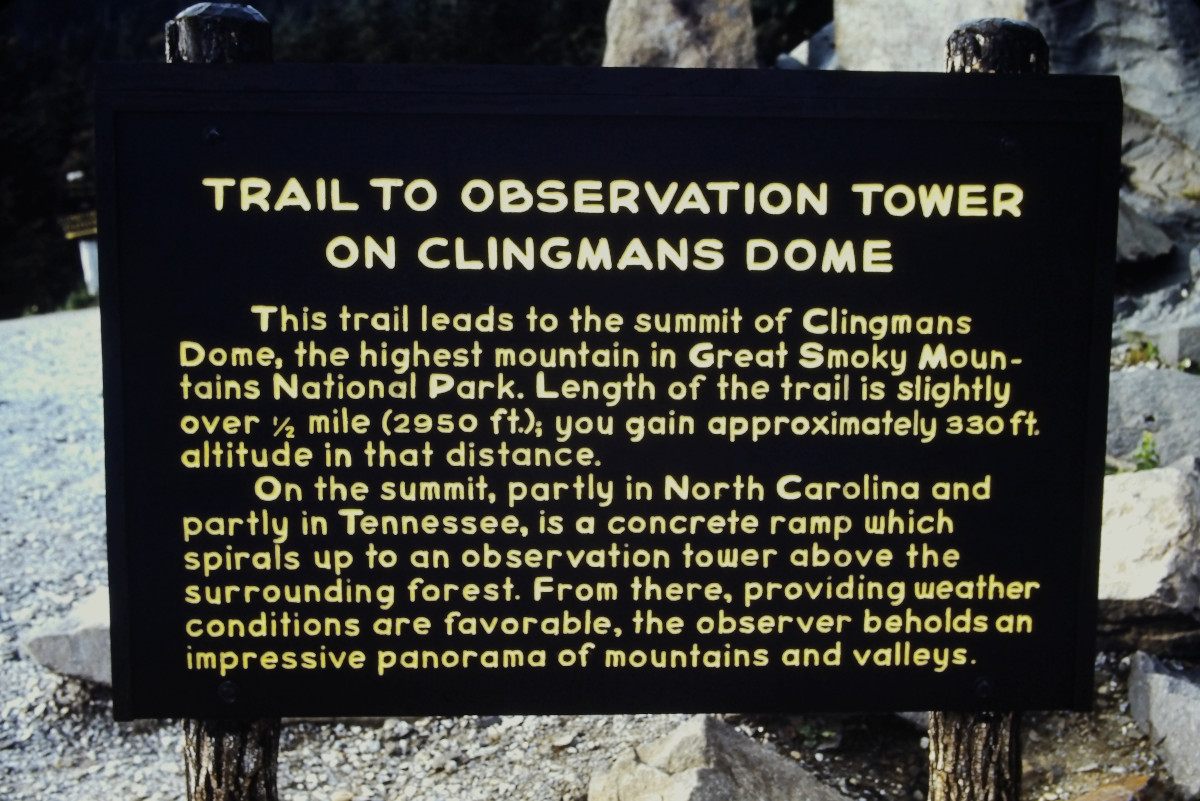 TRAIL TO OBSERVATION TOWER
ON CLINGMANS DOME
This trail leads to the summit of Clingmans
Dome, the highest mountain in Great Smoky Moun-
tains National Park. Length of the trail is slightly
over ½ mile (2950 ft.); you gain approximately 330 ft.
altitude in that distance.
On the summit, partly in North Carolina and
partly in Tennessee, is a concrete ramp which
spirals up to an observation tower above the
surrounding forest. From there, providing weather
conditions are favorable, the observer beholds an
impressive panorama of mountains and valleys.